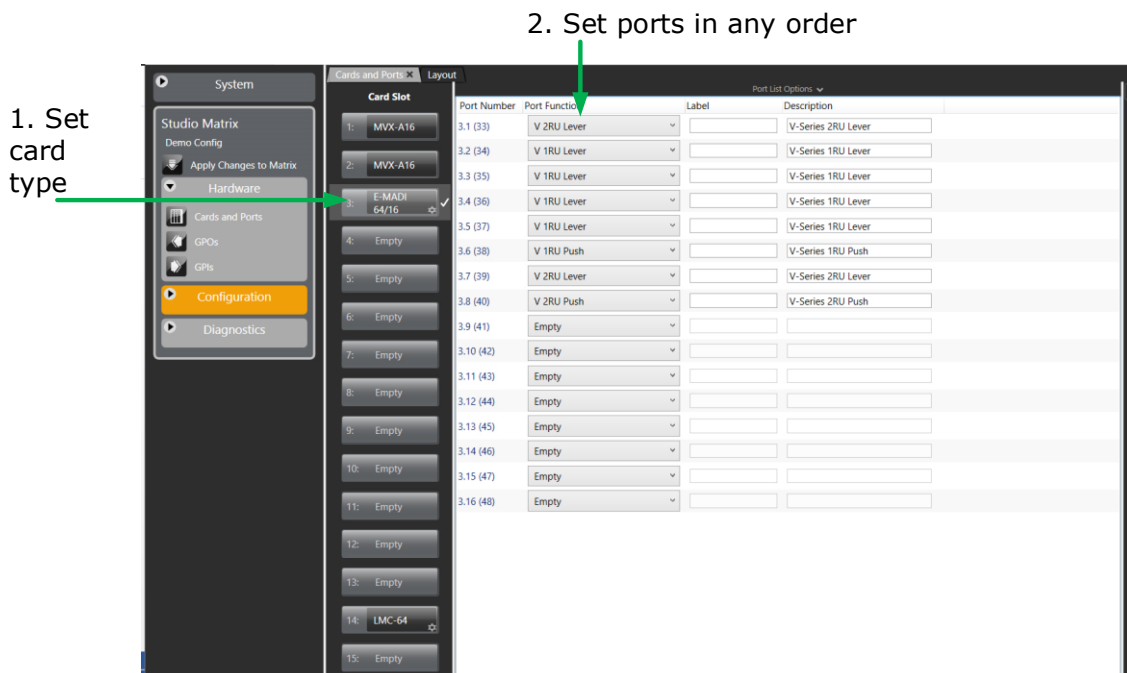 2. Set ports in any order
1. Set
card
type
System
Studio Matrix
Demo Config
Apply Changes to Matrix
Hardware
Cards and Ports
GPOs
GPIs
Configuration
Diagnostics
Cards and Ports Layout
Card Slot
1: MVX-A16
2: MVX-A16
3: E-MADI
64/16
4: Empty
5: Empty
6: Empty
7: Empty
8: Empty
9: Empty
10: Empty
11: Empty
12: Empty
13: Empty
14: LMC-64
15: Empty
Port List Options
Port Number Port Function Label Description
3.1 (33) V 2RU Lever V-Series 2RU Lever
3.2 (34) V 1RU Lever V-Series 1RU Lever
3.3 (35) V 1RU Lever V-Series 1RU Lever
3.4 (36) V 1RU Lever V-Series 1RU Lever
3.5 (37) V 1RU Lever V-Series 1RU Lever
3.6 (38) V 1RU Push V-Series 1RU Push
3.7 (39) V 2RU Lever V-Series 2RU Lever
3.8 (40) V 2RU Push V-Series 2RU Push
3.9 (41) Empty
3.10 (42) Empty
3.11 (43) Empty
3.12 (44) Empty
3.13 (45) Empty
3.14 (46) Empty
3.15 (47) Empty
3.16 (48) Empty